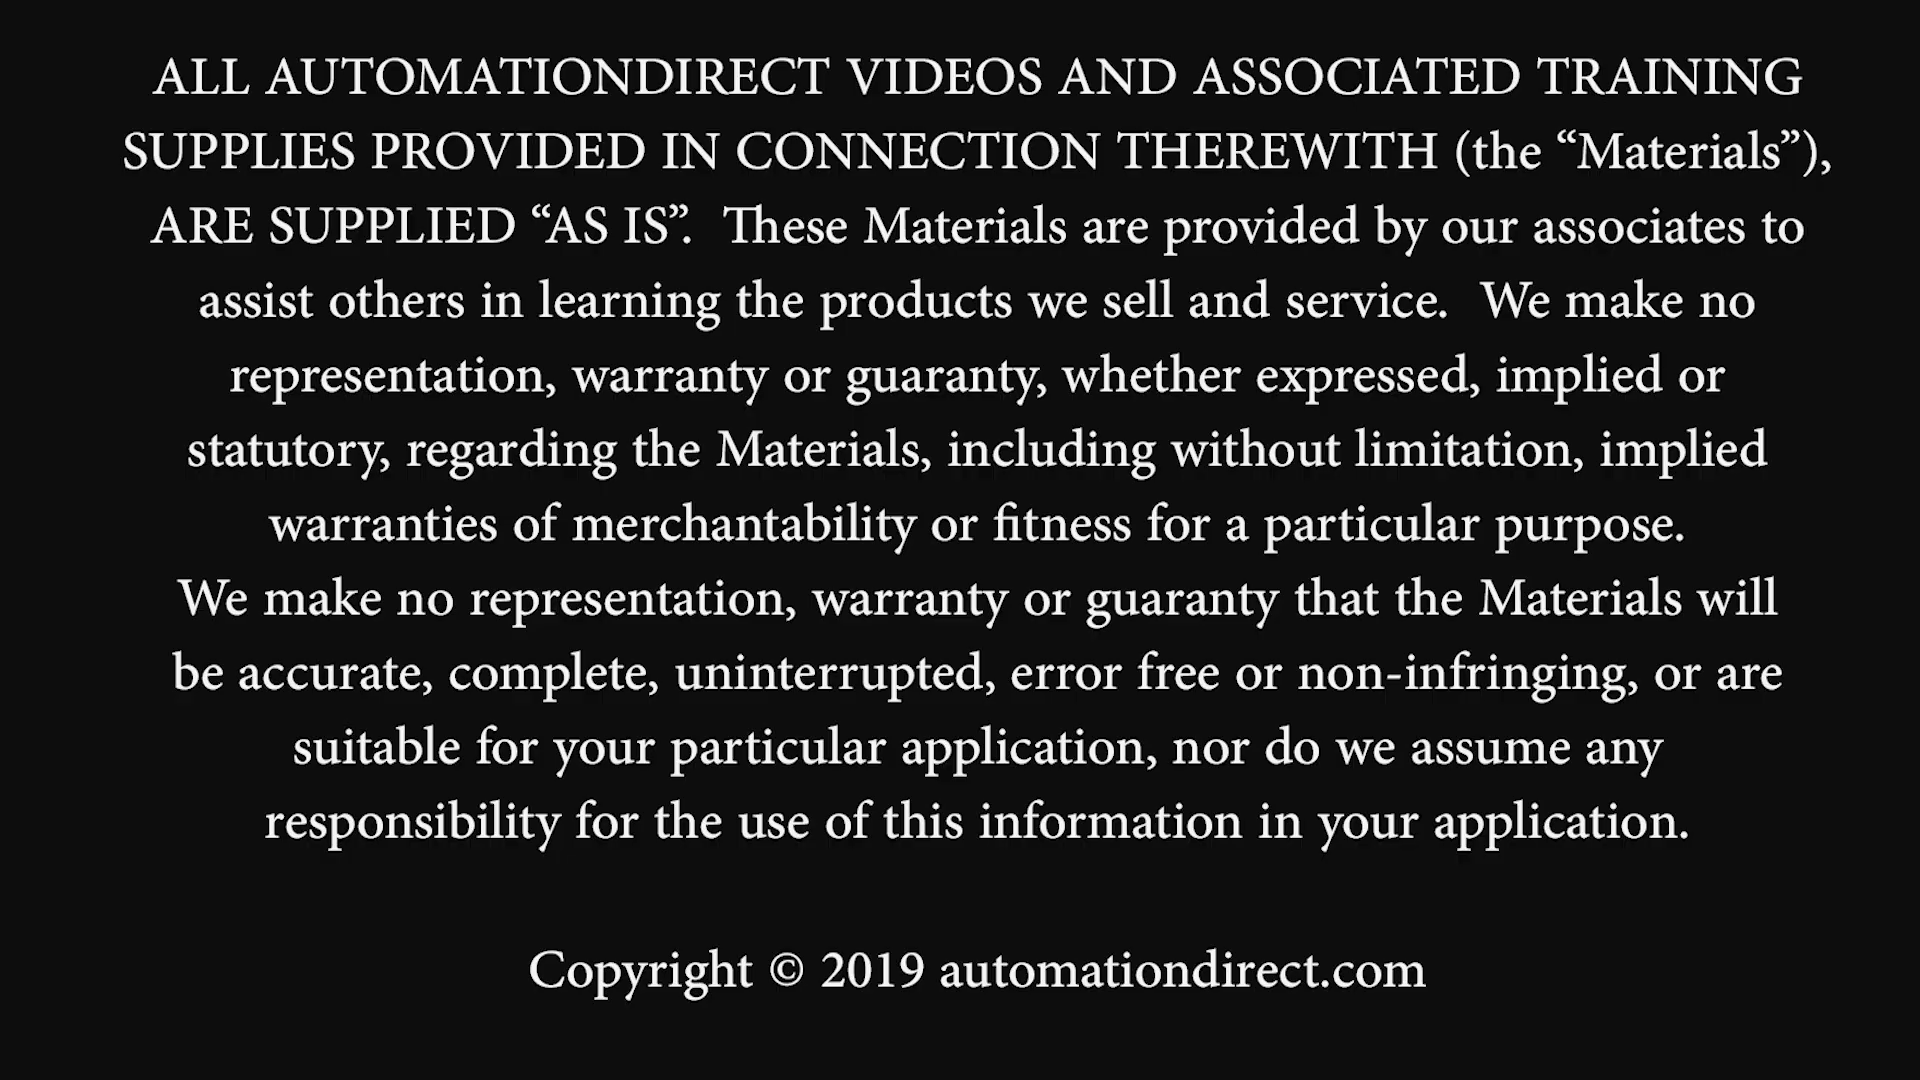 ALL AUTOMATIONDIRECT VIDEOS AND ASSOCIATED TRAINING
SUPPLIES PROVIDED IN CONNECTION THEREWITH (the “Materials”),
ARE SUPPLIED “AS IS”.  These Materials are provided by our associates to
assist others in learning the products we sell and service.  We make no
representation, warranty or guaranty, whether expressed, implied or
statutory, regarding the Materials, including without limitation, implied
warranties of merchantability or fitness for a particular purpose.
We make no representation, warranty or guaranty that the Materials will
be accurate, complete, uninterrupted, error free or non-infringing, or are
suitable for your particular application, nor do we assume any
responsibility for the use of this information in your application.
Copyright © 2019 automationdirect.com